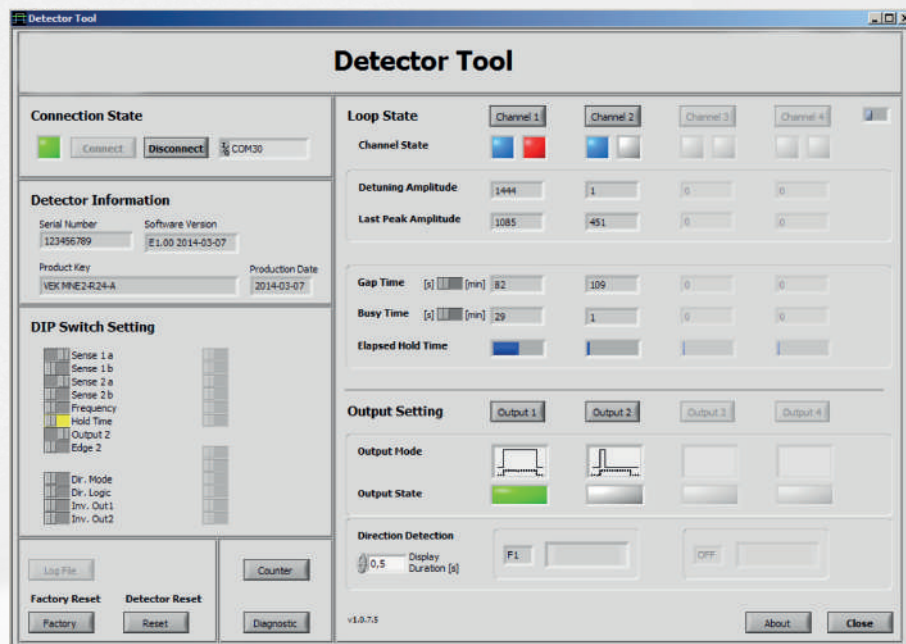 Detector Tool
Detector Tool
Connection State
Connect
Disconnect
COM30
Detector Information
Serial Number
Software Version
123456789
E1.00 2014-03-07
Product Key
Production Date
VEK MNE2-R24-A
2014-03-07
DIP Switch Setting
Sense 1 a
Sense 1 b
Sense 2 a
Sense 2 b
Frequency
Hold Time
Output 2
Edge 2
Dir. Mode
Dir. Logic
Inv. Out1
Inv. Out2
Log File
Factory Reset
Detector Reset
Factory
Reset
Counter
Diagnostic
Loop State
Channel 1
Channel 2
Channel 3
Channel 4
Channel State
Detuning Amplitude
1444
1
0
0
Last Peak Amplitude
1085
451
0
0
Gap Time
[s]
[min]
82
109
0
0
Busy Time
[s]
[min]
29
1
0
0
Elapsed Hold Time
Output Setting
Output 1
Output 2
Output 3
Output 4
Output Mode
Output State
Direction Detection
0,5
Display
Duration [s]
F1
OFF
v1.0.7.5
About
Close